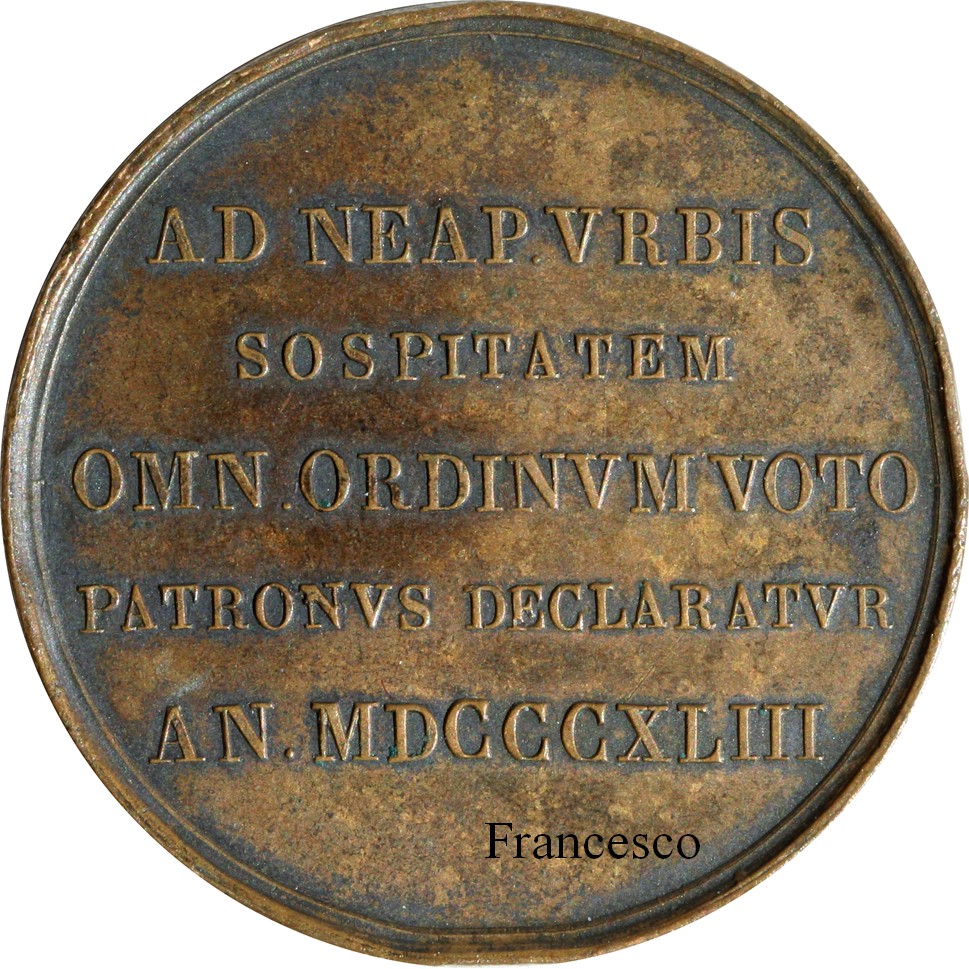 AD NEAP.VRBIS
SOSPITATEM
OMN.ORDINVM VOTO
PATRONVS DECLARATVR
AN.MDCCCXLIII
Francesco